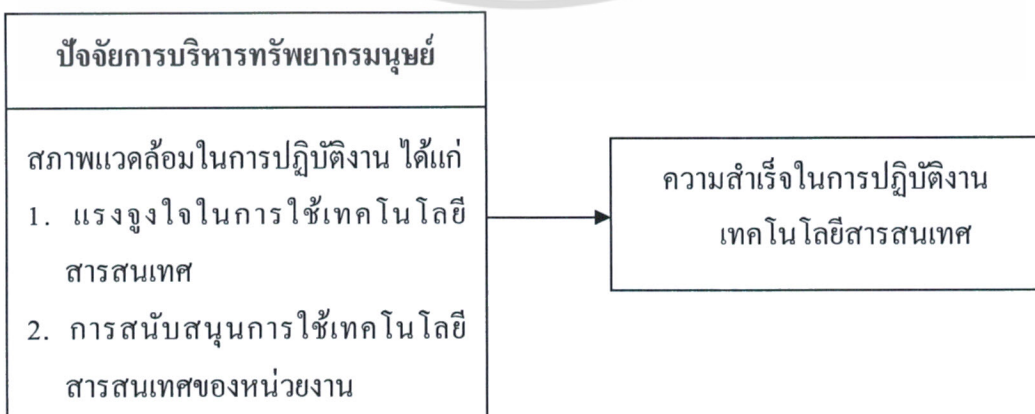 ปัจจัยการบริหารทรัพยากรมนุษย์
สภาพแวดล้อมในการปฏิบัติงาน ได้แก่
1. แรงจูงใจในการใช้เทคโนโลยี
สารสนเทศ
2. การสนับสนุนการใช้เทคโนโลยี
สารสนเทศของหน่วยงาน
ความสำเร็จในการปฏิบัติงาน
เทคโนโลยีสารสนเทศ